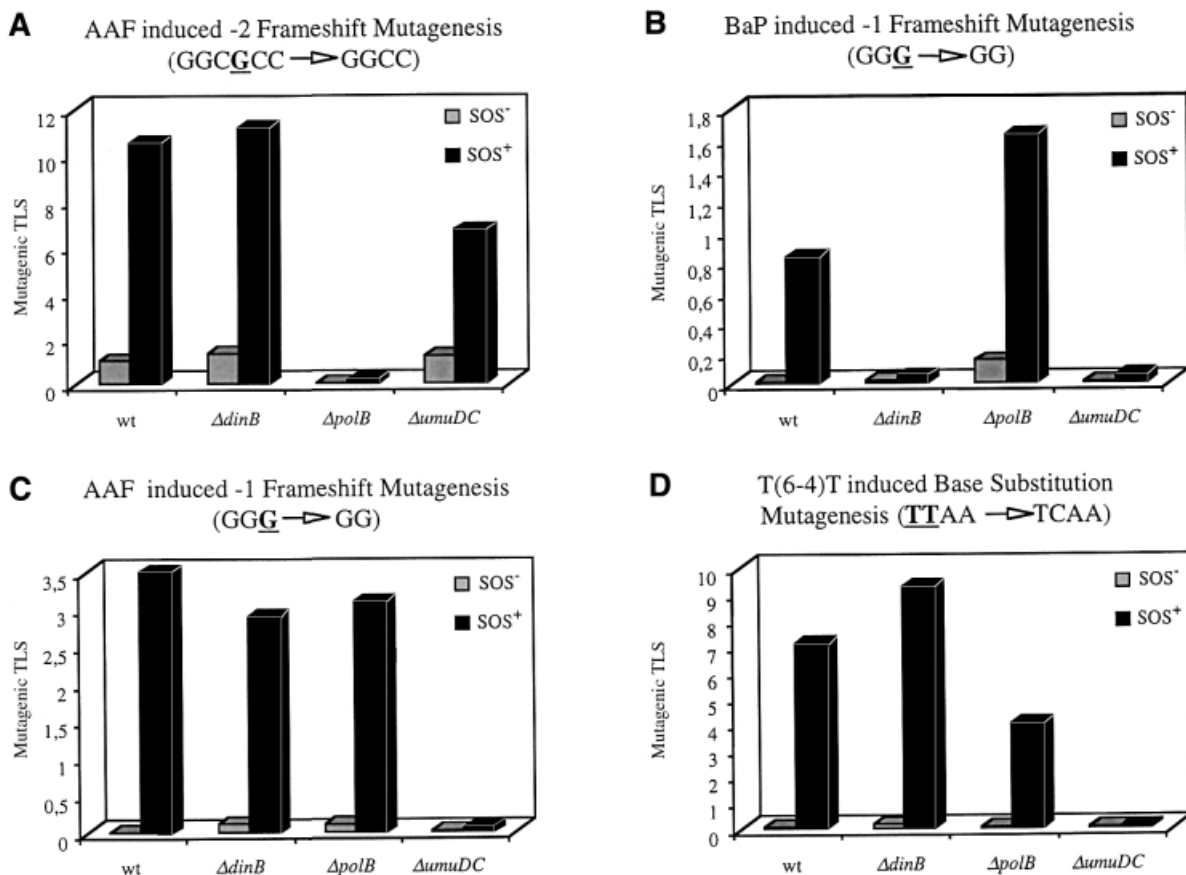 A
AAF induced -2 Frameshift Mutagenesis
(GGCGCC → GGCC)
12
10
8
6
4
2
0
Mutagenic TLS
SOS-
SOS+
wt
ΔdinB
ΔpolB
ΔumuDC
B
BaP induced -1 Frameshift Mutagenesis
(GGG → GG)
1,8
1,6
1,4
1,2
1
0,8
0,6
0,4
0,2
0
Mutagenic TLS
SOS-
SOS+
wt
ΔdinB
ΔpolB
ΔumuDC
C
AAF induced -1 Frameshift Mutagenesis
(GGG → GG)
3,5
3
2,5
2
1,5
1
0,5
0
Mutagenic TLS
SOS-
SOS+
wt
ΔdinB
ΔpolB
ΔumuDC
D
T(6-4)T induced Base Substitution
Mutagenesis (TTAA → TCAA)
10
9
8
7
6
5
4
3
2
1
0
Mutagenic TLS
SOS-
SOS+
wt
ΔdinB
ΔpolB
ΔumuDC